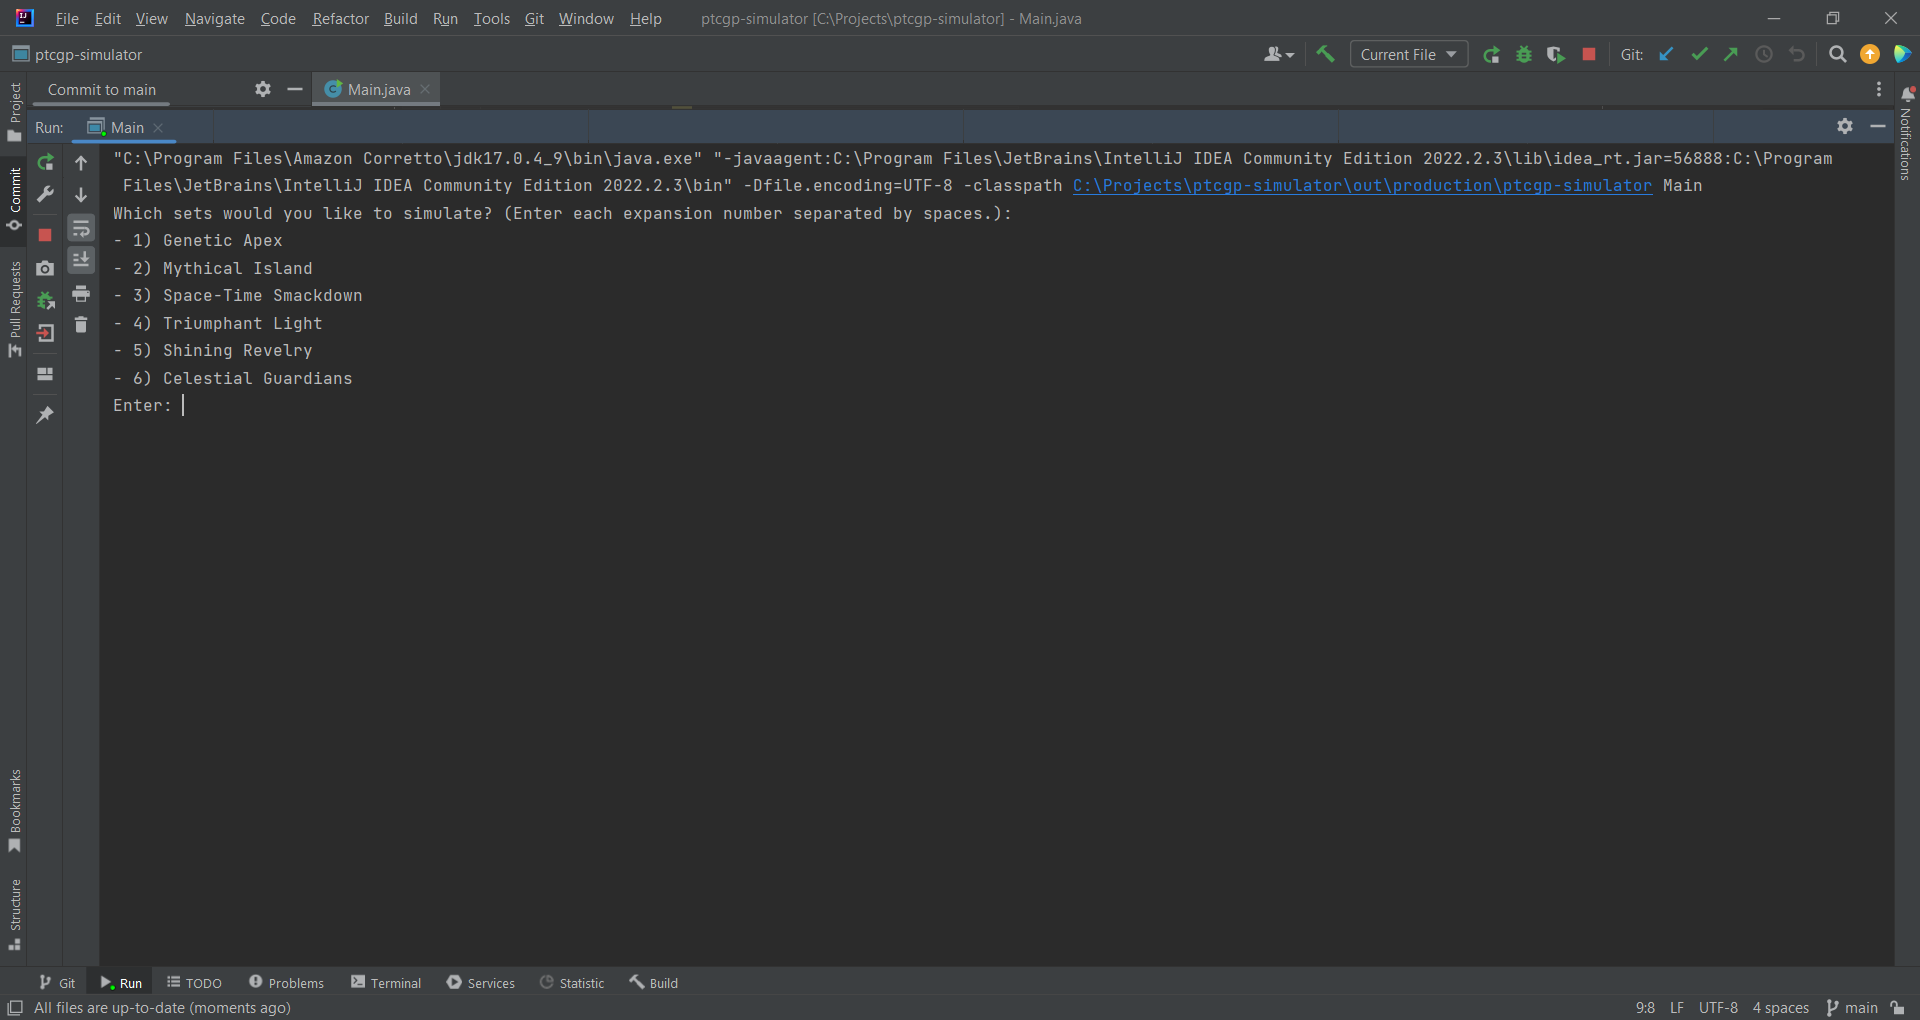 File Edit View Navigate Code Refactor Build Run Tools Git Window Help ptcgp-simulator [C:\Projects\ptcgp-simulator] - Main.java
ptcgp-simulator Current File Git:
Commit to main Main.java
Run: Main
"C:\Program Files\Amazon Corretto\jdk17.0.4_9\bin\java.exe" "-javaagent:C:\Program Files\JetBrains\IntelliJ IDEA Community Edition 2022.2.3\lib\idea_rt.jar=56888:C:\Program
Files\JetBrains\IntelliJ IDEA Community Edition 2022.2.3\bin" -Dfile.encoding=UTF-8 -classpath C:\Projects\ptcgp-simulator\out\production\ptcgp-simulator Main
Which sets would you like to simulate? (Enter each expansion number separated by spaces.):
- 1) Genetic Apex
- 2) Mythical Island
- 3) Space-Time Smackdown
- 4) Triumphant Light
- 5) Shining Revelry
- 6) Celestial Guardians
Enter:
Project
Commit
Pull Requests
Bookmarks
Structure
Notifications
Git Run TODO Problems Terminal Services Statistic Build
All files are up-to-date (moments ago) 9:8 LF UTF-8 4 spaces main